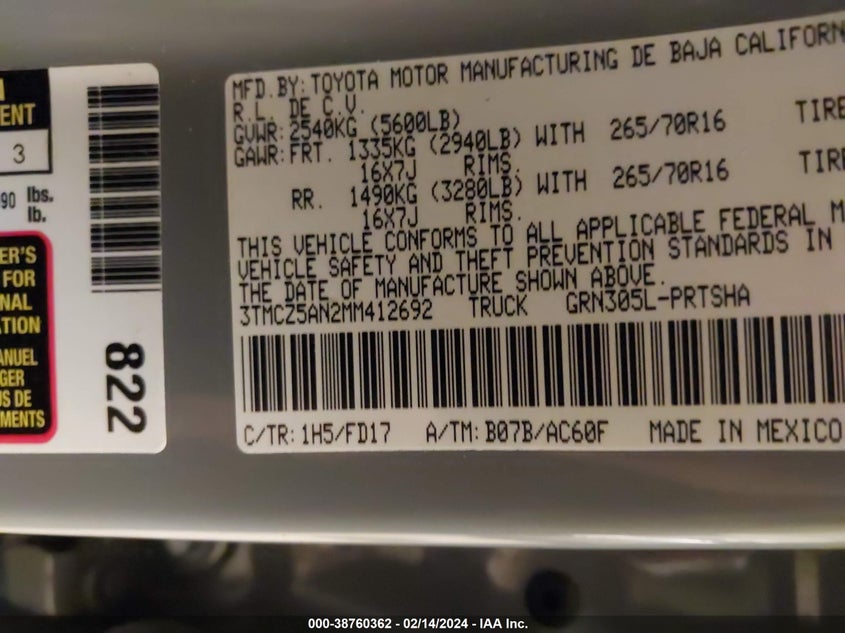 ENT
3
90 lbs.
lb.
ER'S
FOR
NAL
ATION
ANUEL
GER
US DE
MENTS
822
MFD. BY: TOYOTA MOTOR MANUFACTURING DE BAJA CALIFORN
R.L. DE C.V.
GVWR: 2540KG (5600LB)
GAWR: FRT. 1335KG (2940LB) WITH 265/70R16 TIRE
16X7J RIMS.
RR. 1490KG (3280LB) WITH 265/70R16 TIRE
16X7J RIMS.
THIS VEHICLE CONFORMS TO ALL APPLICABLE FEDERAL M
VEHICLE SAFETY AND THEFT PREVENTION STANDARDS IN
THE DATE OF MANUFACTURE SHOWN ABOVE.
3TMCZ5AN2MM412692 TRUCK GRN305L-PRTSHA
C/TR: 1H5/FD17 A/TM: B07B/AC60F MADE IN MEXICO
000-38760362 - 02/14/2024 - IAA Inc.